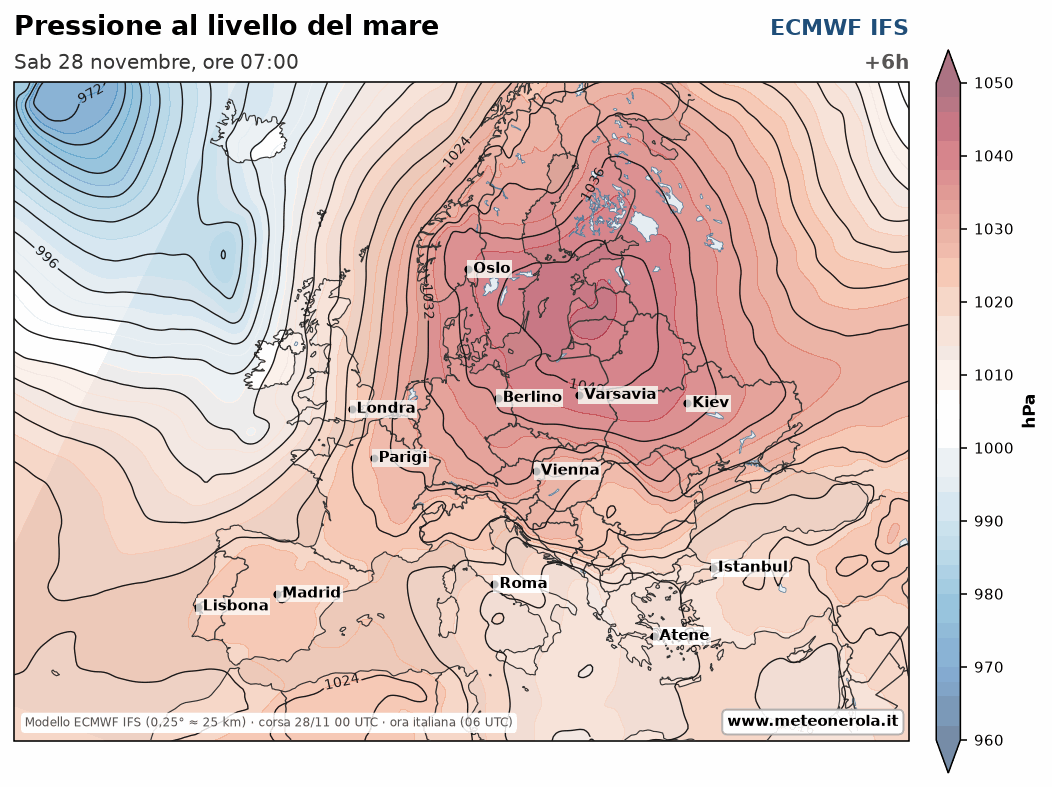 Pressione al livello del mare
ECMWF IFS
Sab 28 novembre, ore 07:00
+6h
972
1024
1036
996
Oslo
1032
1050
1040
1030
1020
1010
1000
990
980
970
960
hPa
Berlino
Varsavia
Kiev
Londra
Parigi
Vienna
Istanbul
Roma
Madrid
Lisbona
Atene
1024
Modello ECMWF IFS (0,25° ≈ 25 km) · corsa 28/11 00 UTC · ora italiana (06 UTC)
www.meteonerola.it